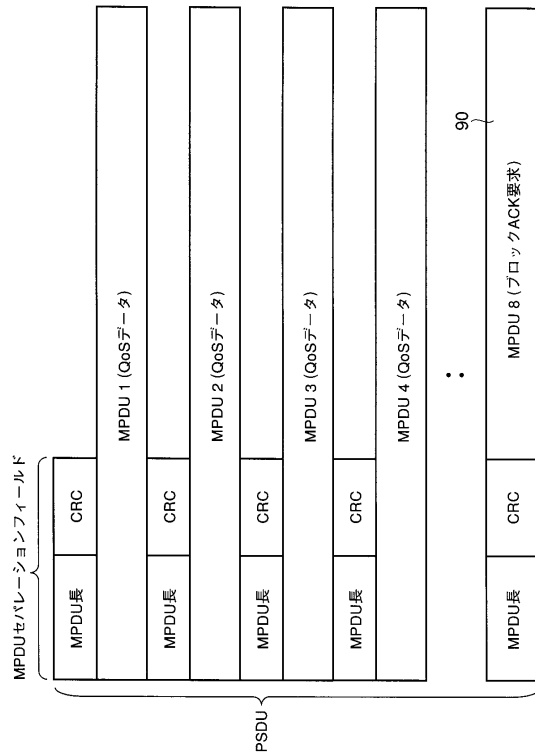 MPDUセパレーションフィールド
PSDU
MPDU長 CRC
MPDU 1 (QoSデータ)
MPDU長 CRC
MPDU 2 (QoSデータ)
MPDU長 CRC
MPDU 3 (QoSデータ)
MPDU長 CRC
MPDU 4 (QoSデータ)
:
MPDU長 CRC MPDU 8 (ブロックACK要求)
90